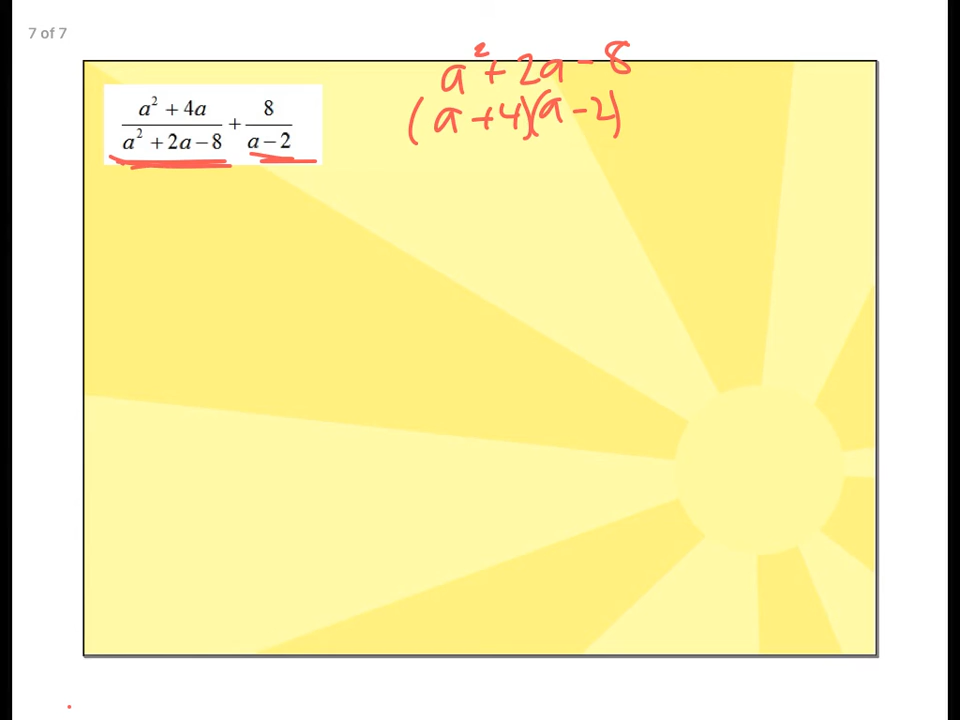 7 of 7
a² + 2a - 8
(a + 4)(a - 2)
a² + 4a / a² + 2a − 8 + 8 / a − 2